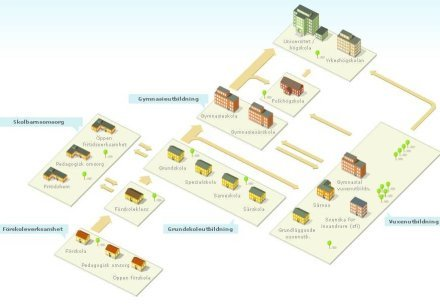 Universitet /
högskola
Yrkeshögskolan
Gymnasieutbildning
Folkhögskola
Gymnasieskola
Gymnasiesärskola
Skolbarnsomsorg
Öppen
fritidsverksamhet
Pedagogisk omsorg
Fritidshem
Grundskola
Specialskola
Sameskola
Särskola
Gymnasial
vuxenutbildn.
Särvux
Svenska för
invandrare (sfi)
Grundläggande
vuxenutb.
Vuxenutbildning
Förskoleklass
Förskoleverksamhet
Grundskoleutbildning
Förskola
Pedagogisk omsorg
Öppen förskola